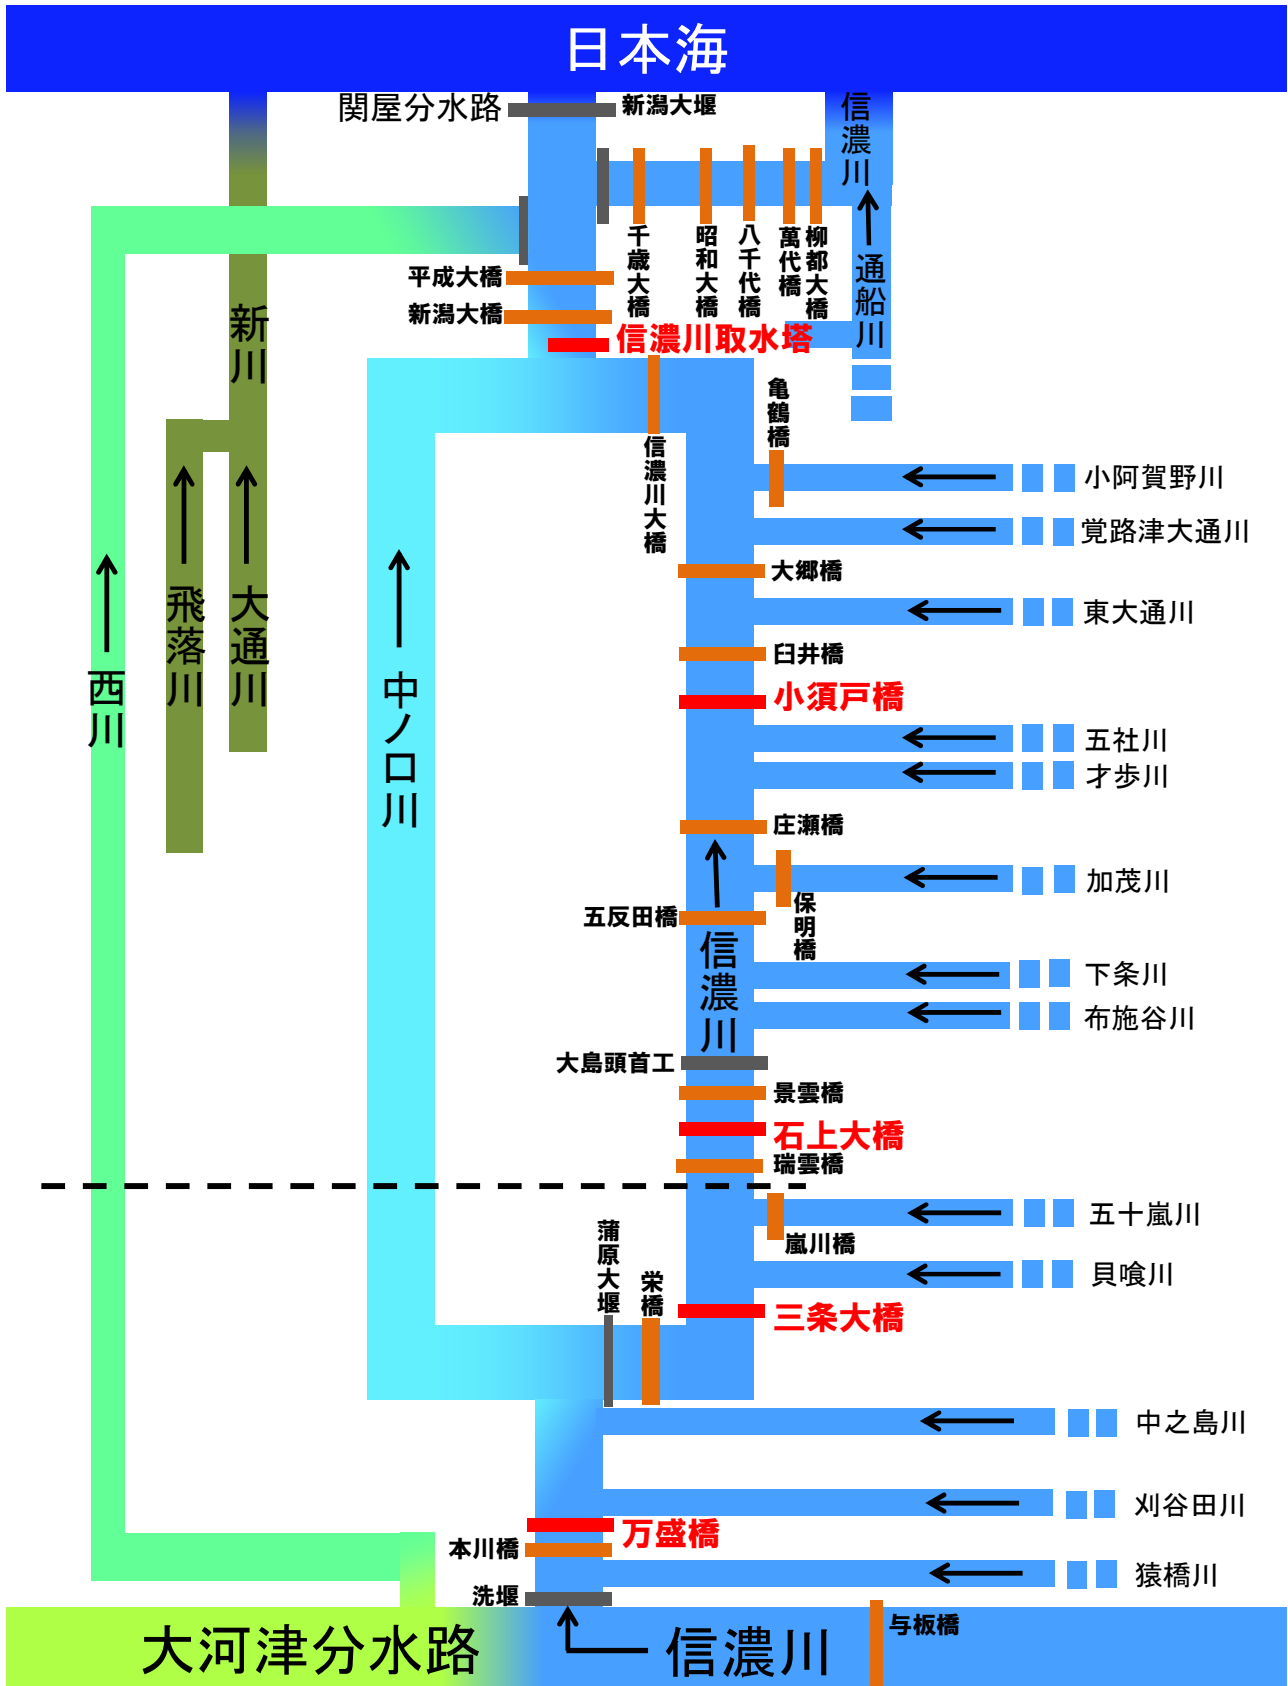 日本海
関屋分水路
新潟大堰
信濃川
千歳大橋
昭和大橋
八千代橋
萬代橋
柳都大橋
通船川
平成大橋
新潟大橋
信濃川取水塔
新川
亀鶴橋
信濃川大橋
小阿賀野川
覚路津大通川
大郷橋
東大通川
飛落川
大通川
臼井橋
西川
中ノ口川
小須戸橋
五社川
才歩川
庄瀬橋
加茂川
保明橋
五反田橋
信濃川
下条川
布施谷川
大島頭首工
景雲橋
石上大橋
瑞雲橋
五十嵐川
嵐川橋
蒲原大堰
栄橋
貝喰川
三条大橋
中之島川
刈谷田川
万盛橋
本川橋
猿橋川
洗堰
大河津分水路
信濃川
与板橋